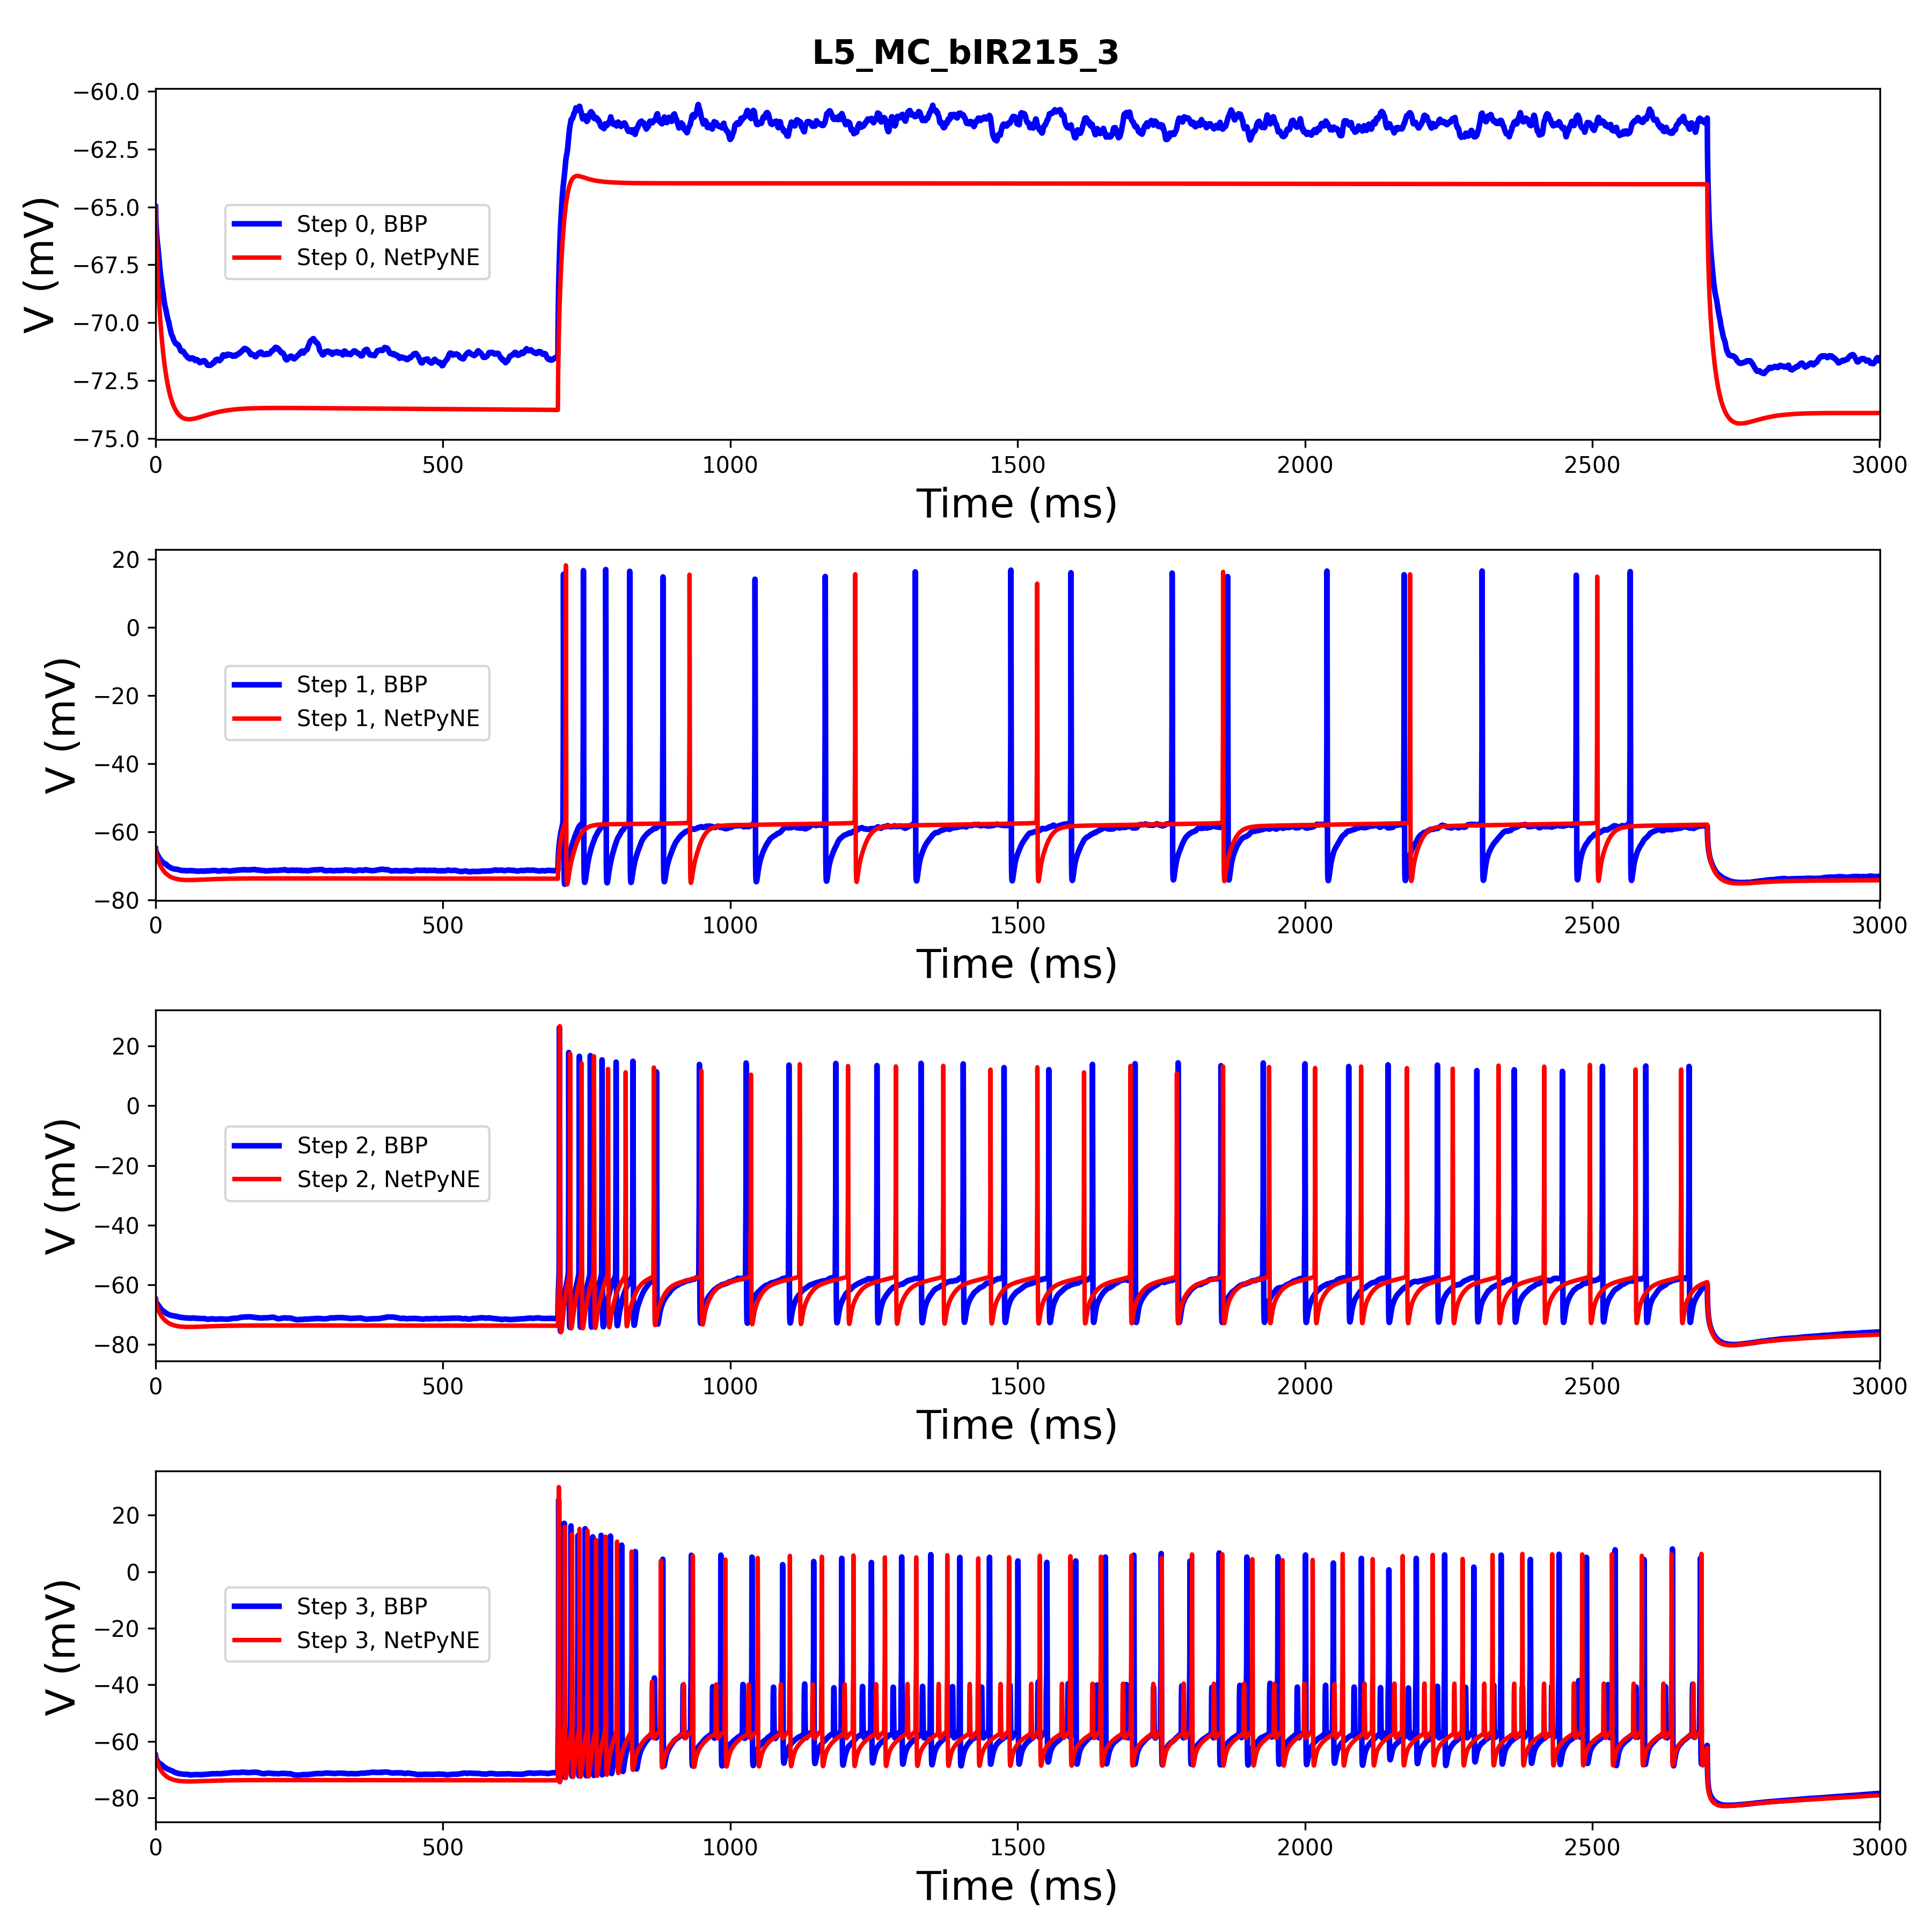 L5_MC_bIR215_3
−60.0
−62.5
−65.0
−67.5
−70.0
−72.5
−75.0
V (mV)
Step 0, BBP
Step 0, NetPyNE
0 500 1000 1500 2000 2500 3000
Time (ms)
20
0
−20
−40
−60
−80
V (mV)
Step 1, BBP
Step 1, NetPyNE
0 500 1000 1500 2000 2500 3000
Time (ms)
20
0
−20
−40
−60
−80
V (mV)
Step 2, BBP
Step 2, NetPyNE
0 500 1000 1500 2000 2500 3000
Time (ms)
20
0
−20
−40
−60
−80
V (mV)
Step 3, BBP
Step 3, NetPyNE
0 500 1000 1500 2000 2500 3000
Time (ms)